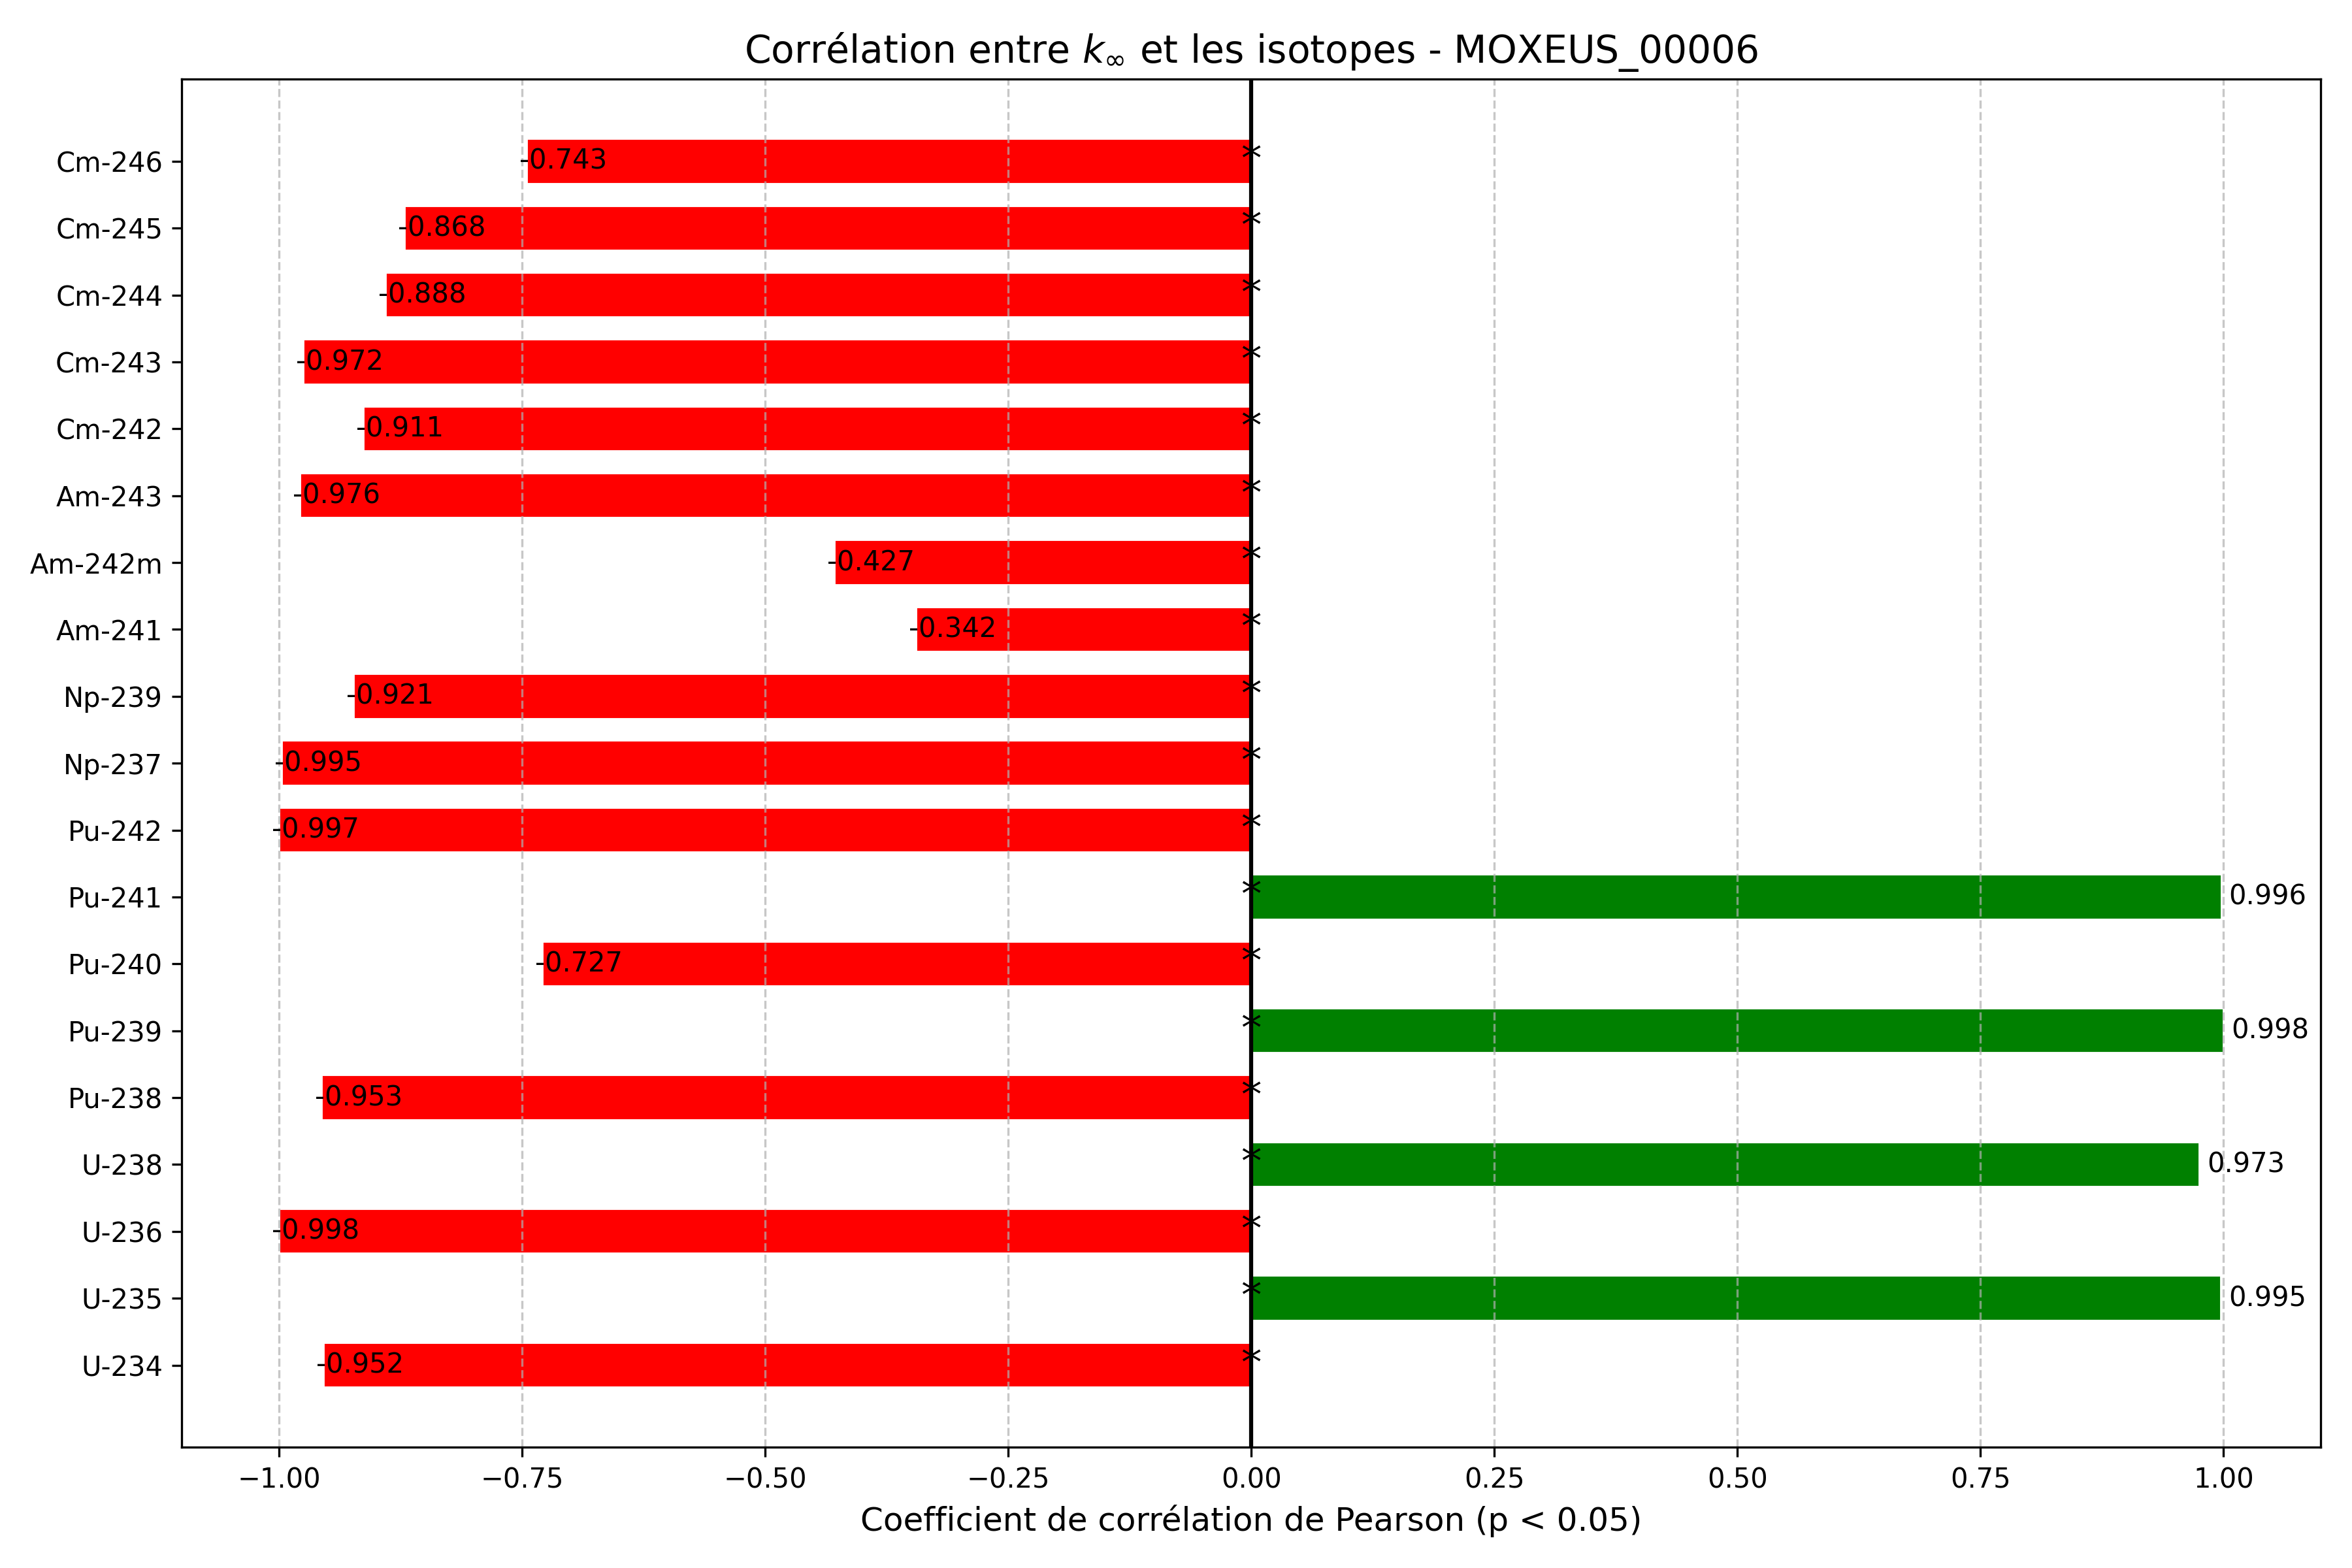 Corrélation entre k∞ et les isotopes - MOXEUS_00006
Cm-246 -0.743 *
Cm-245 -0.868 *
Cm-244 -0.888 *
Cm-243 -0.972 *
Cm-242 -0.911 *
Am-243 -0.976 *
Am-242m -0.427 *
Am-241 -0.342 *
Np-239 -0.921 *
Np-237 -0.995 *
Pu-242 -0.997 *
Pu-241 * 0.996
Pu-240 -0.727 *
Pu-239 * 0.998
Pu-238 -0.953 *
U-238 * 0.973
U-236 -0.998 *
U-235 * 0.995
U-234 -0.952 *
−1.00 −0.75 −0.50 −0.25 0.00 0.25 0.50 0.75 1.00
Coefficient de corrélation de Pearson (p < 0.05)